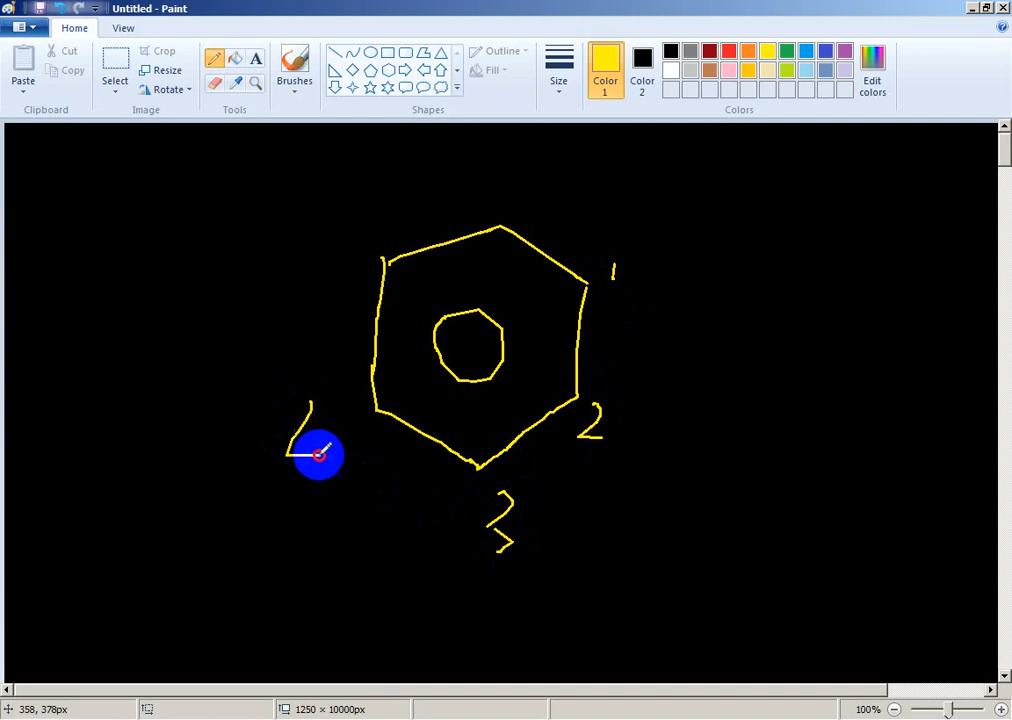 Untitled - Paint
Home
View
Paste
Cut
Copy
Clipboard
Select
Crop
Resize
Rotate
Image
A
Tools
Brushes
Outline
Fill
Shapes
Size
Color
1
Color
2
Edit
colors
Colors
1
2
3
358, 378px
1250 × 10000px
100%